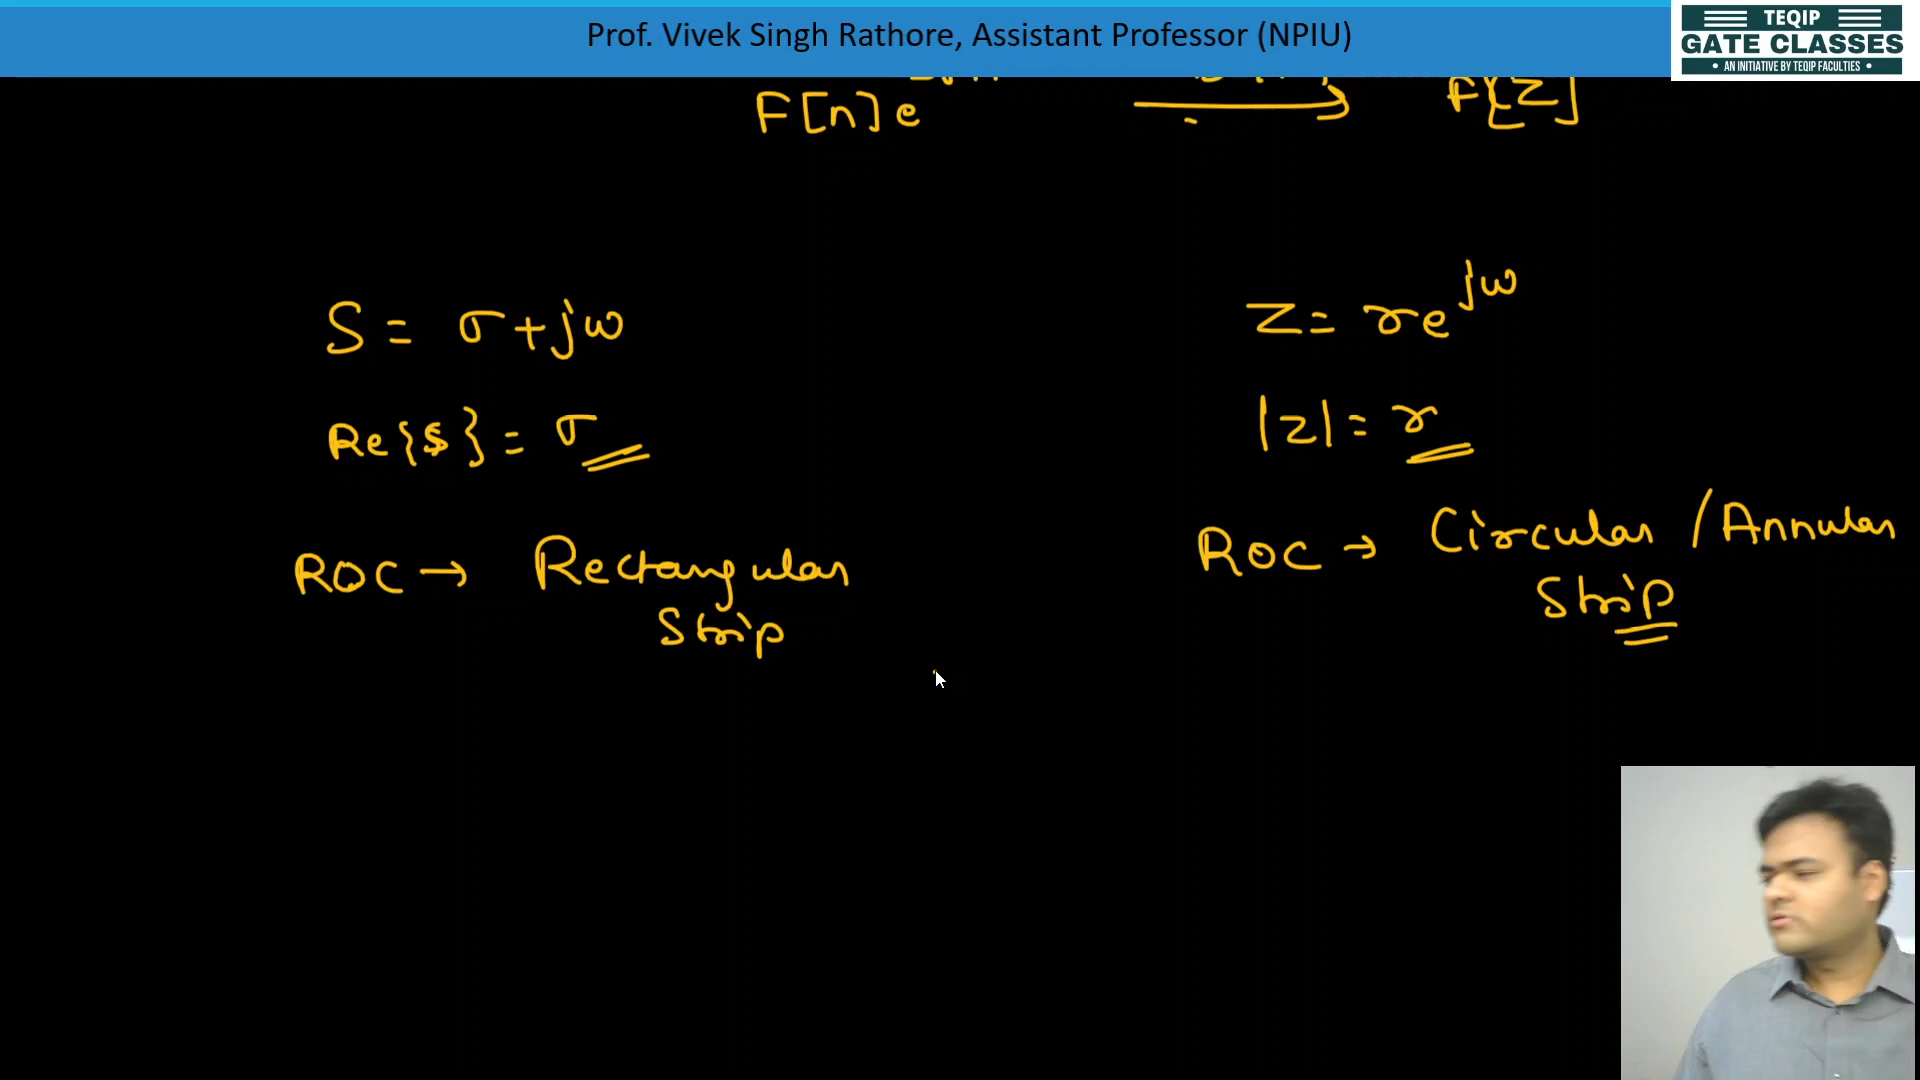 Prof. Vivek Singh Rathore, Assistant Professor (NPIU)
TEQIP
GATE CLASSES
• AN INITIATIVE BY TEQIP FACULTIES •
F[n] e → F[Z]
S = σ + jω
Z = re^jω
Re{s} = σ
|z| = r
ROC → Rectangular
Strip
ROC → Circular / Annular
Strip